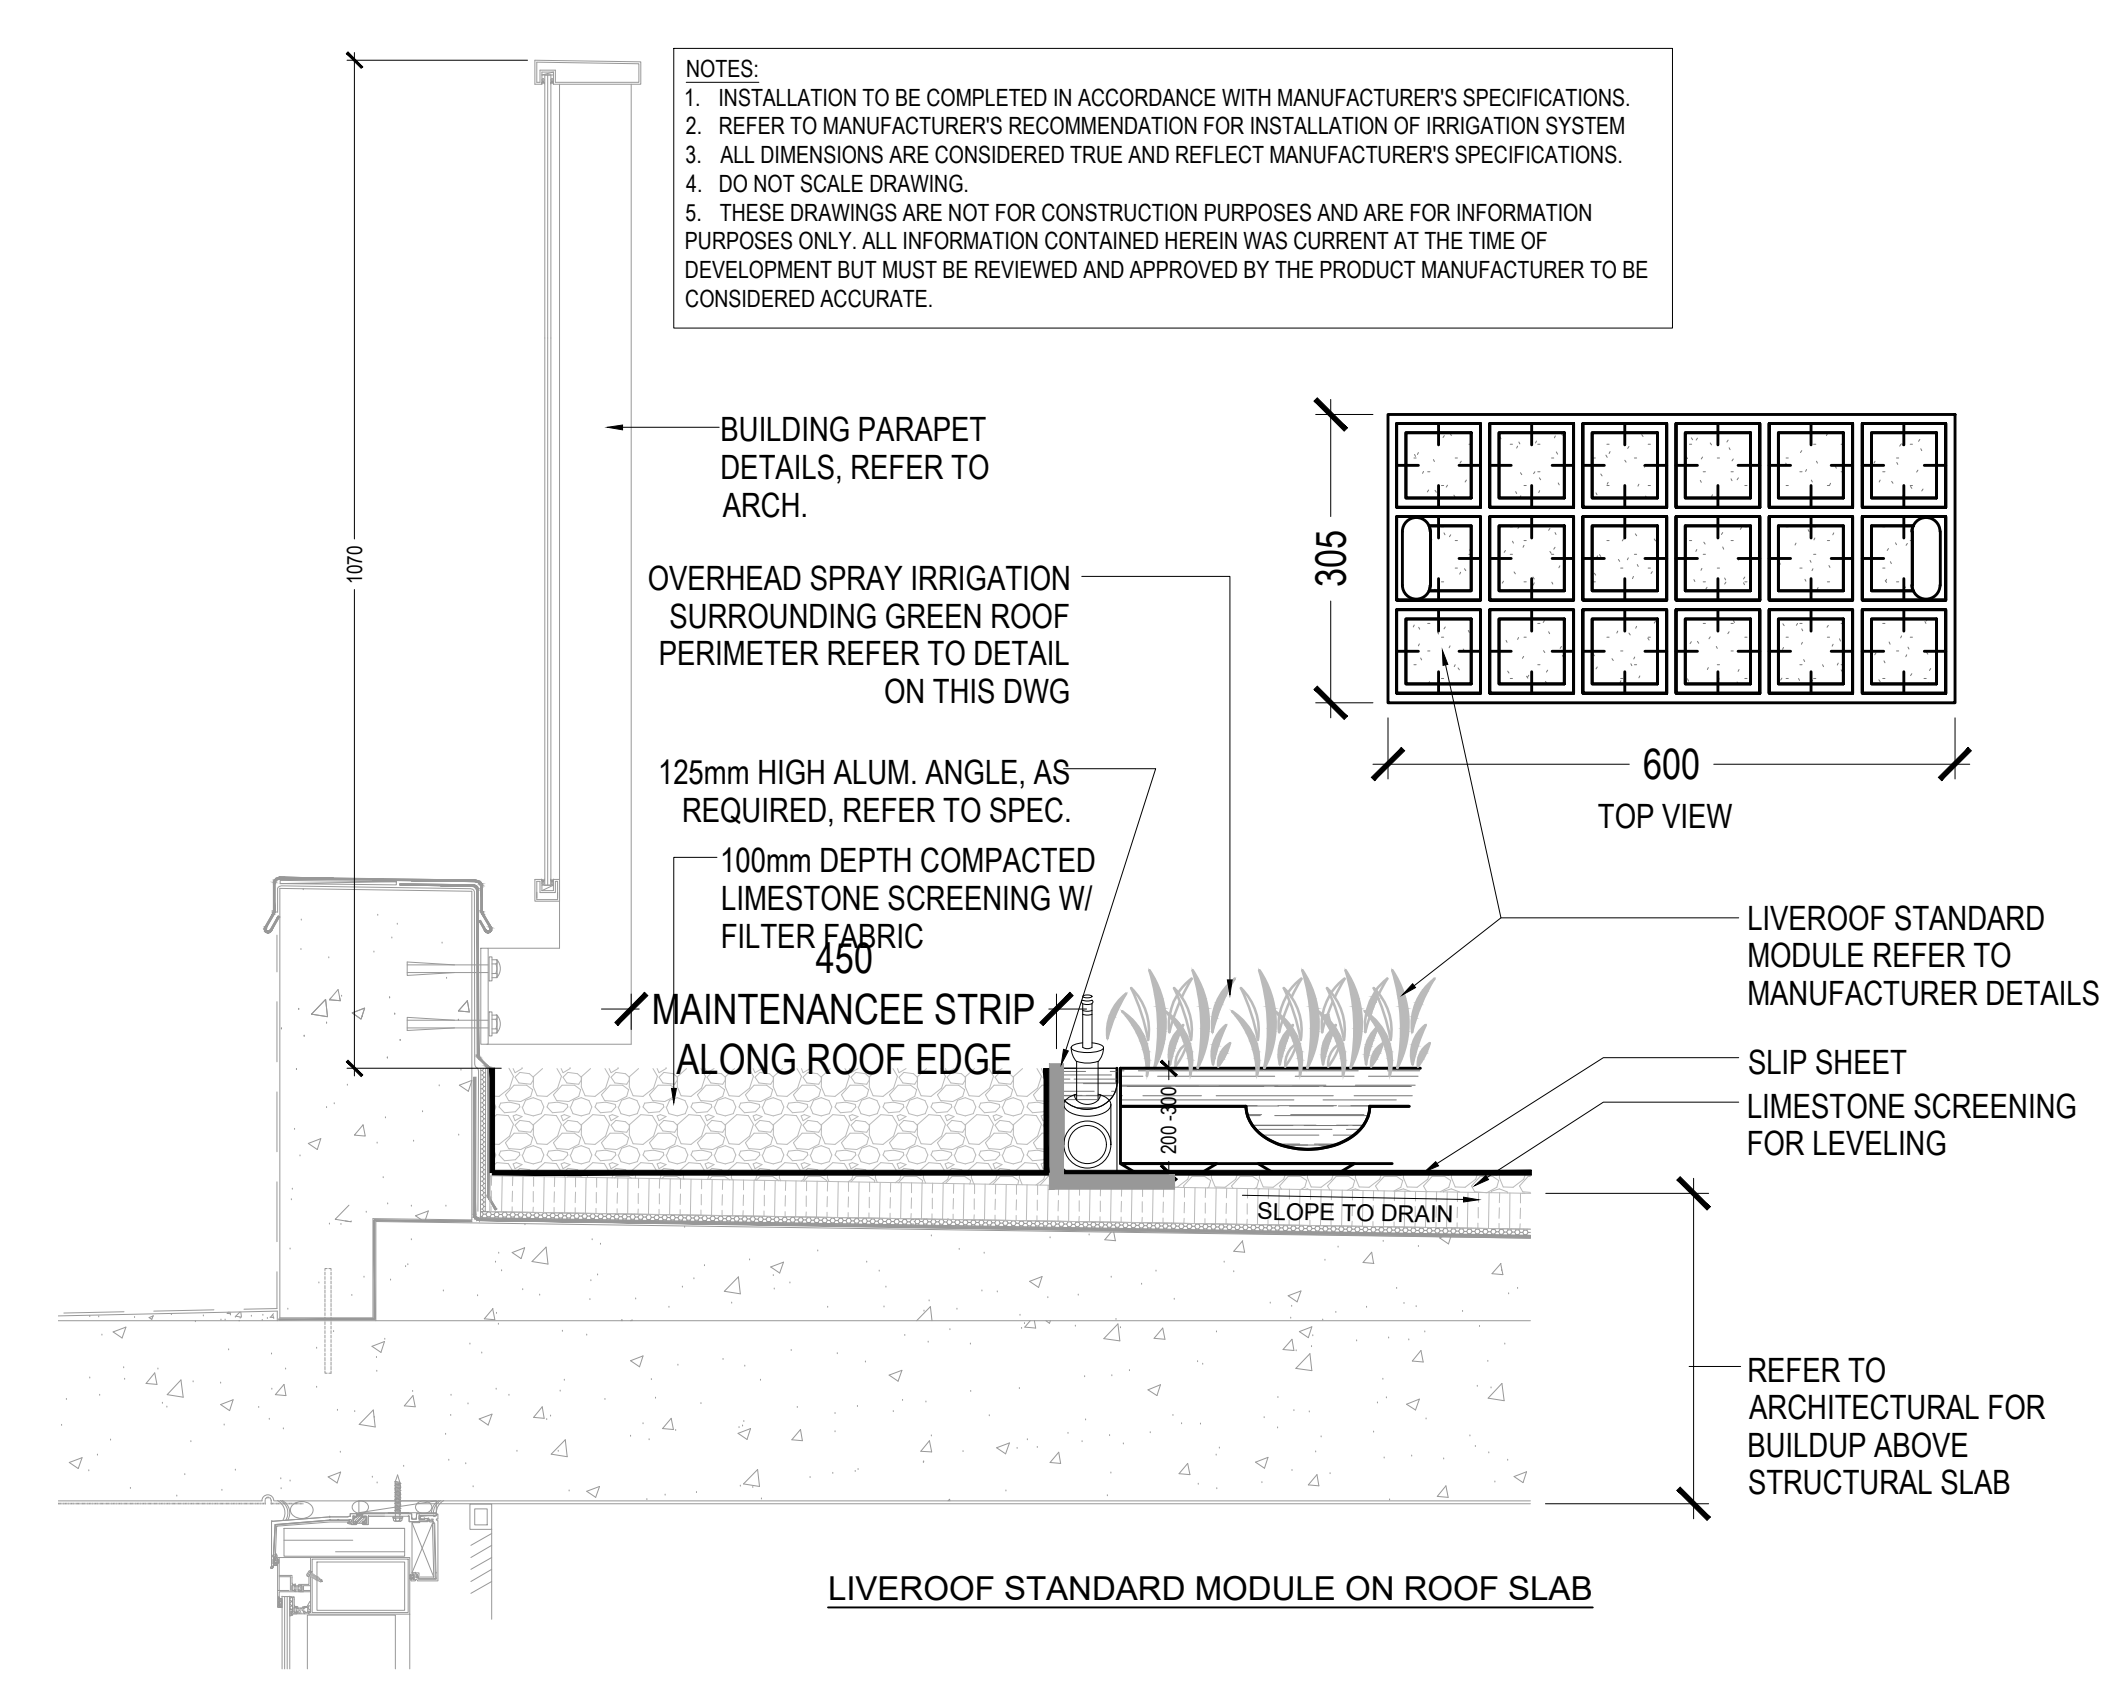 NOTES:
1. INSTALLATION TO BE COMPLETED IN ACCORDANCE WITH MANUFACTURER'S SPECIFICATIONS.
2. REFER TO MANUFACTURER'S RECOMMENDATION FOR INSTALLATION OF IRRIGATION SYSTEM
3. ALL DIMENSIONS ARE CONSIDERED TRUE AND REFLECT MANUFACTURER'S SPECIFICATIONS.
4. DO NOT SCALE DRAWING.
5. THESE DRAWINGS ARE NOT FOR CONSTRUCTION PURPOSES AND ARE FOR INFORMATION
PURPOSES ONLY. ALL INFORMATION CONTAINED HEREIN WAS CURRENT AT THE TIME OF
DEVELOPMENT BUT MUST BE REVIEWED AND APPROVED BY THE PRODUCT MANUFACTURER TO BE
CONSIDERED ACCURATE.
1070
BUILDING PARAPET
DETAILS, REFER TO
ARCH.
OVERHEAD SPRAY IRRIGATION
SURROUNDING GREEN ROOF
PERIMETER REFER TO DETAIL
ON THIS DWG
125mm HIGH ALUM. ANGLE, AS
REQUIRED, REFER TO SPEC.
100mm DEPTH COMPACTED
LIMESTONE SCREENING W/
FILTER FABRIC
450
MAINTENANCEE STRIP
ALONG ROOF EDGE
305
600
TOP VIEW
LIVEROOF STANDARD
MODULE REFER TO
MANUFACTURER DETAILS
SLIP SHEET
LIMESTONE SCREENING
FOR LEVELING
200 -300
SLOPE TO DRAIN
REFER TO
ARCHITECTURAL FOR
BUILDUP ABOVE
STRUCTURAL SLAB
LIVEROOF STANDARD MODULE ON ROOF SLAB